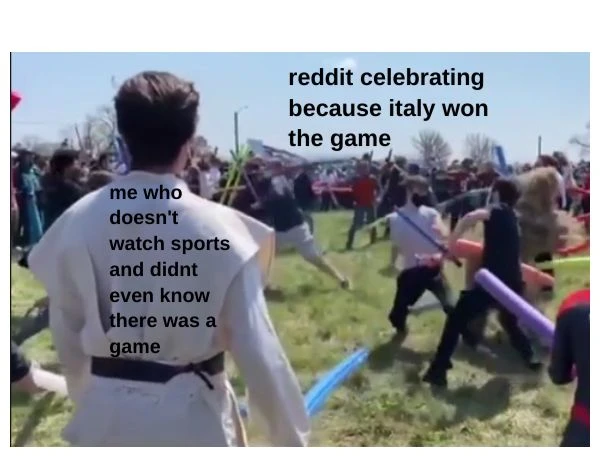 reddit celebrating
because italy won
the game
me who
doesn't
watch sports
and didnt
even know
there was a
game